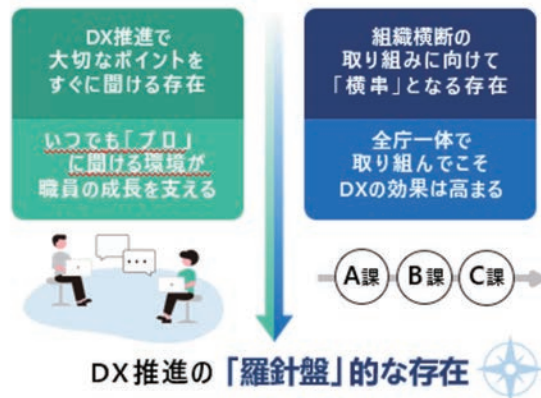 DX推進で
大切なポイントを
すぐに聞ける存在
いつでも「プロ」
に聞ける環境が
職員の成長を支える
組織横断の
取り組みに向けて
「横串」となる存在
全庁一体で
取り組んでこそ
DXの効果は高まる
A課 B課 C課
DX推進の「羅針盤」的な存在